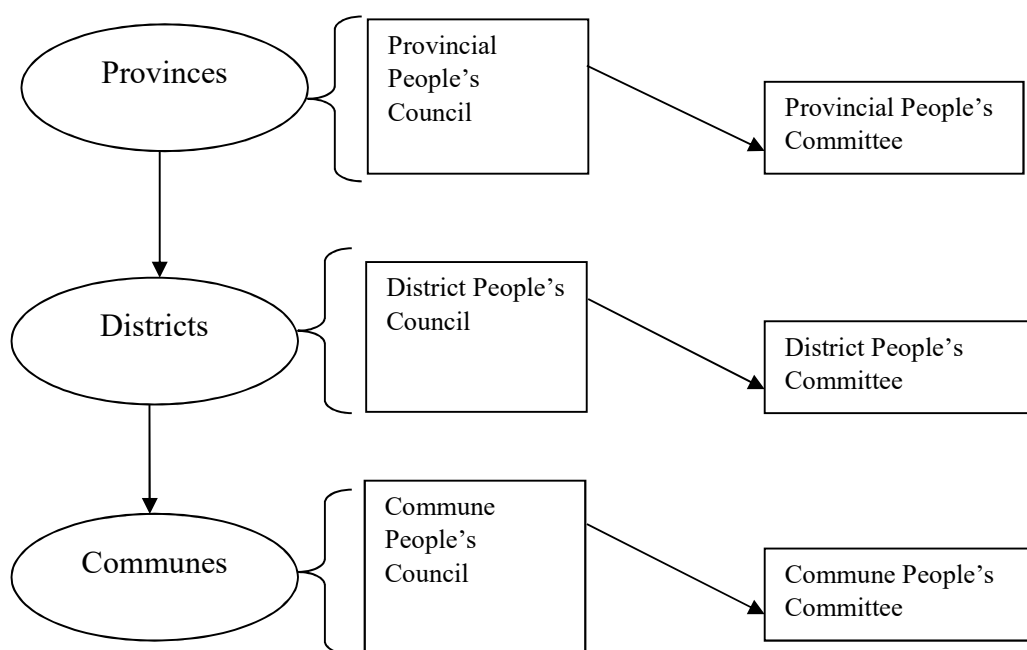 Provinces
Provincial
People’s
Council
Provincial People’s
Committee
Districts
District People’s
Council
District People’s
Committee
Communes
Commune
People’s
Council
Commune People’s
Committee